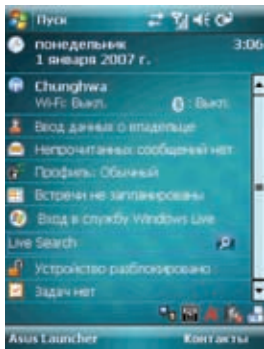 Пуск
понедельник 3:06
1 января 2007 г.
Chunghwa
Wi-Fi: Выкл. : Выкл.
Ввод данных о владельце
Непрочитанных сообщений нет
Профиль: Обычный
Встречи не запланированы
Вход в службу Windows Live
Live Search
Устройство разблокировано
Задач нет
Asus Launcher Контакты